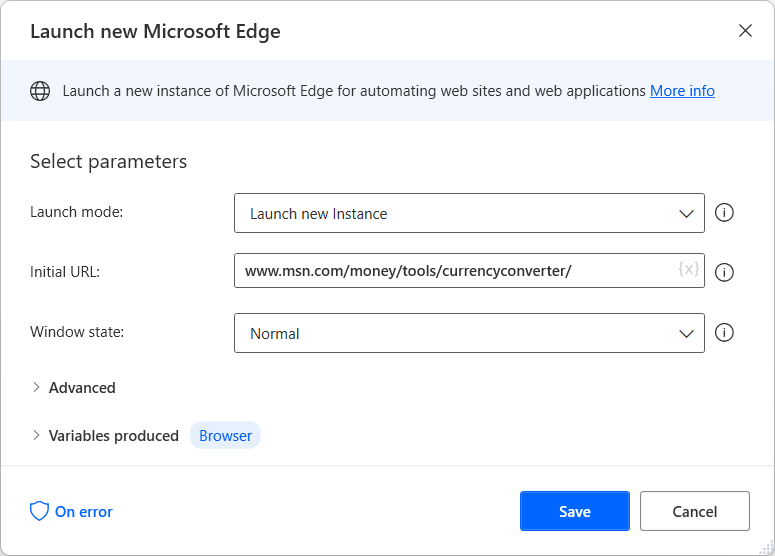 Launch new Microsoft Edge
Launch a new instance of Microsoft Edge for automating web sites and web applications More info
Select parameters
Launch mode: Launch new Instance
Initial URL: www.msn.com/money/tools/currencyconverter/ {x}
Window state: Normal
Advanced
Variables produced Browser
On error Save Cancel